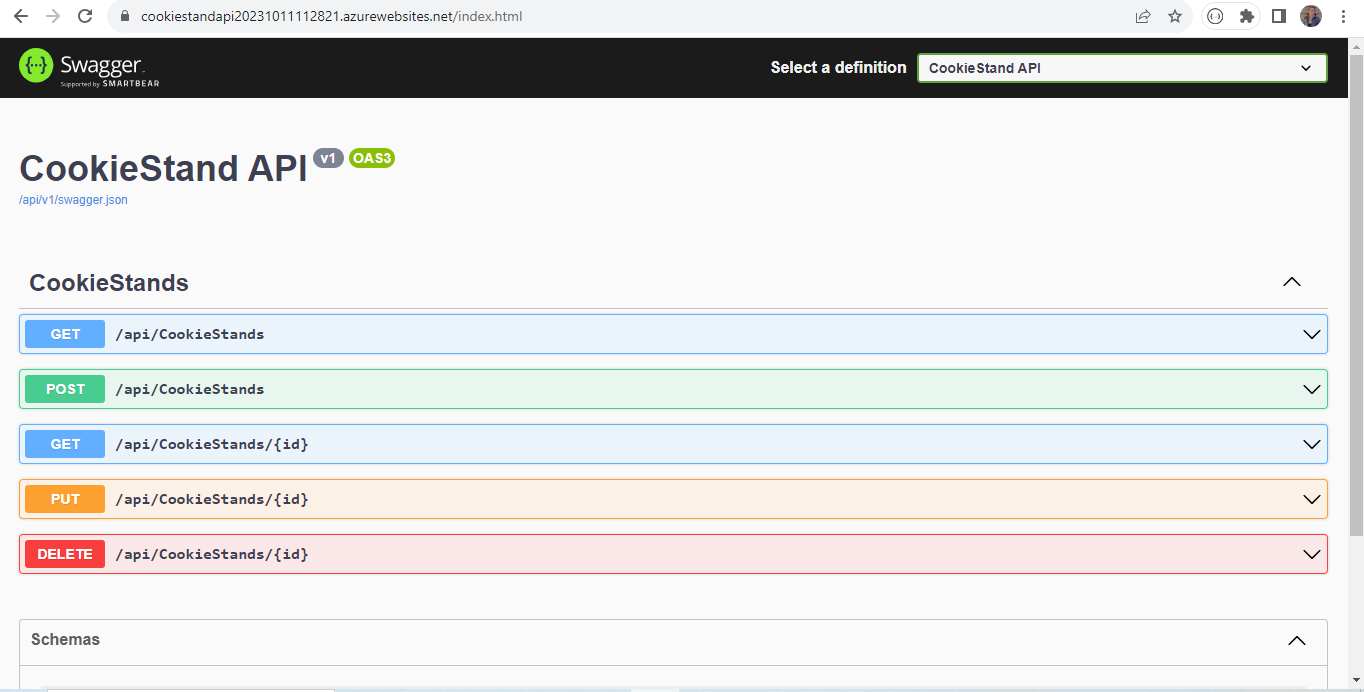 cookiestandapi20231011112821.azurewebsites.net/index.html
Swagger.
Supported by SMARTBEAR
Select a definition
CookieStand API
CookieStand API v1 OAS3
/api/v1/swagger.json
CookieStands
GET /api/CookieStands
POST /api/CookieStands
GET /api/CookieStands/{id}
PUT /api/CookieStands/{id}
DELETE /api/CookieStands/{id}
Schemas